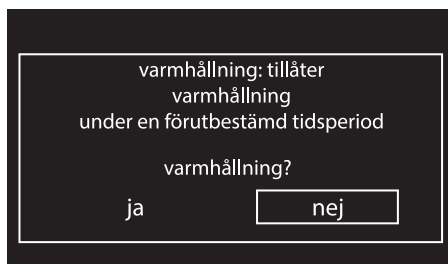 varmhållning: tillåter
varmhållning
under en förutbestämd tidsperiod
varmhållning?
ja nej